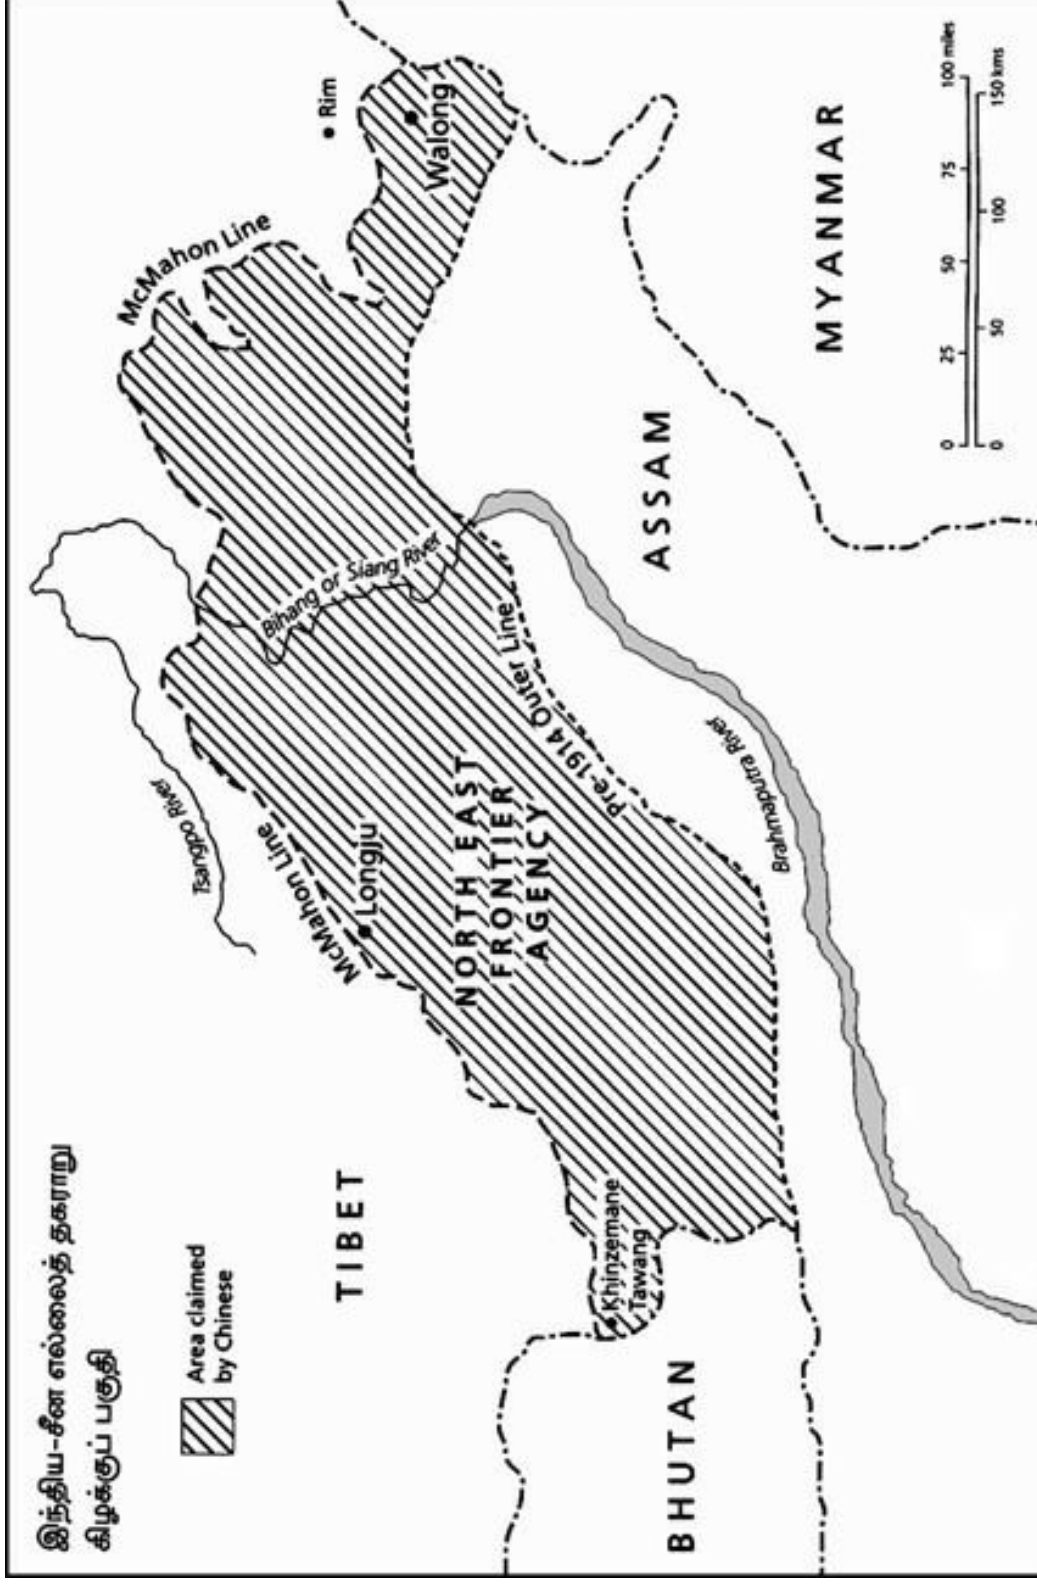 இந்திய-சீன எல்லைத் தகராறு
கிழக்குப் பகுதி
Area claimed
by Chinese
TIBET
BHUTAN
Khinzemane
Tawang
Tsangpo River
McMahon Line
Longju
NORTH EAST
FRONTIER
AGENCY
Pre-1914 Outer Line
Bihang or Siang River
McMahon Line
Rim
Walong
Brahmaputra River
ASSAM
MYANMAR
0 25 50 75 100 miles
0 50 100 150 kms